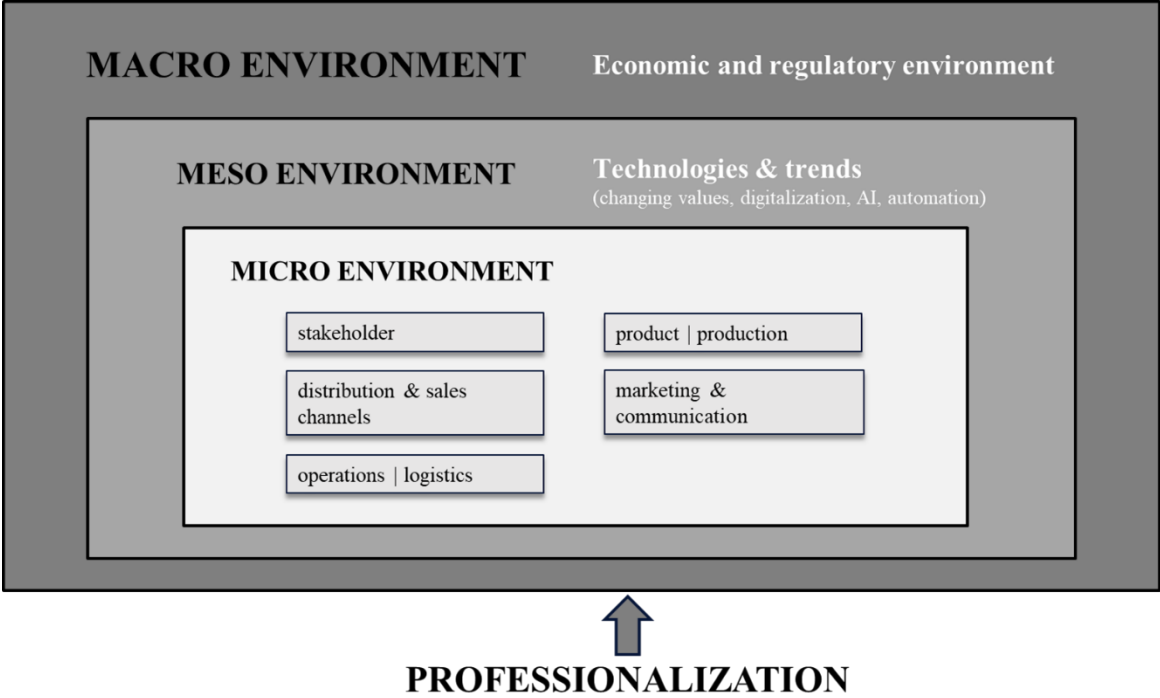 MACRO ENVIRONMENT
Economic and regulatory environment
MESO ENVIRONMENT
Technologies & trends
(changing values, digitalization, AI, automation)
MICRO ENVIRONMENT
stakeholder
product | production
distribution & sales
channels
marketing &
communication
operations | logistics
PROFESSIONALIZATION